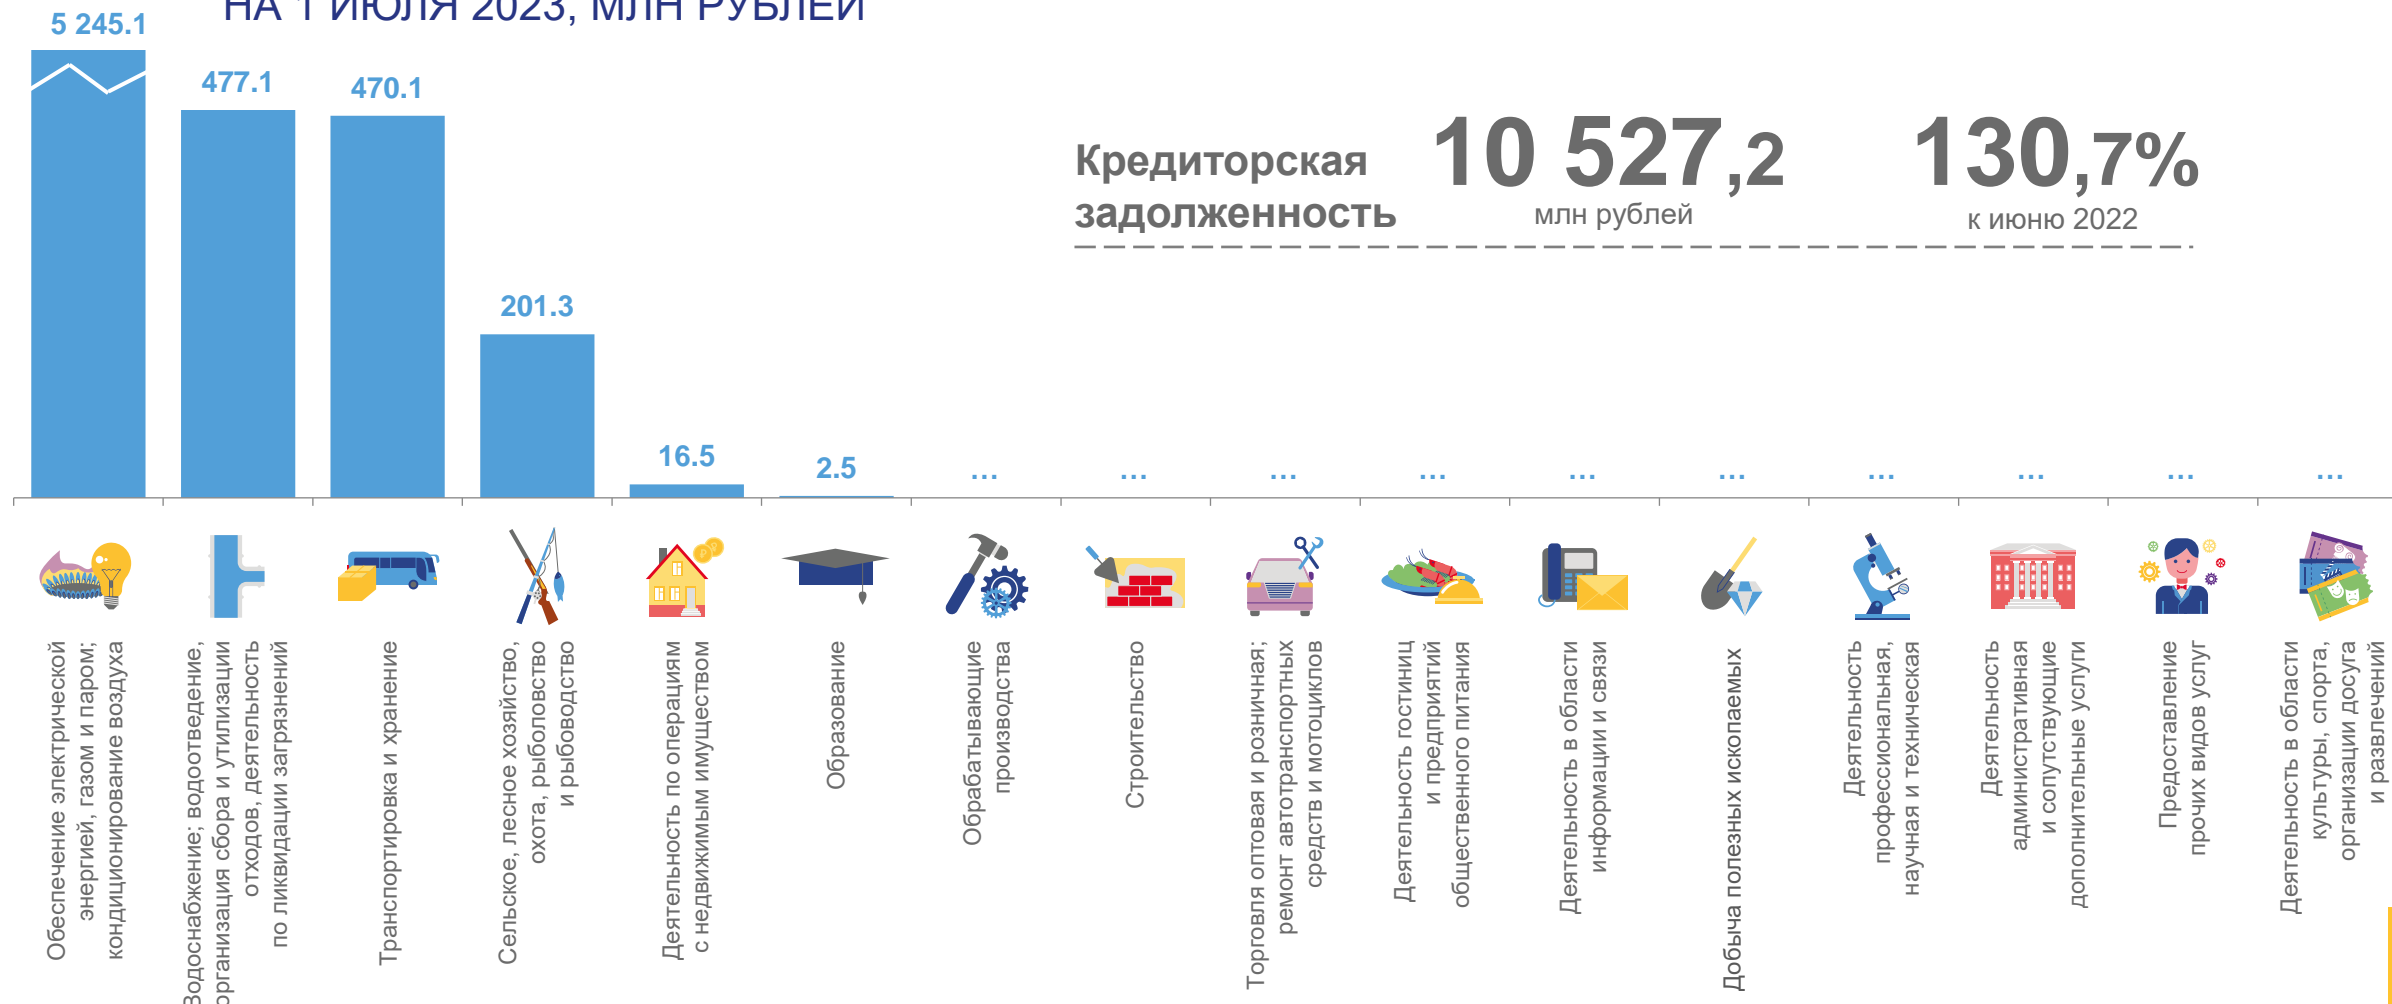 НА 1 ИЮЛЯ 2023, МЛН РУБЛЕЙ
5 245.1
477.1
470.1
201.3
16.5
2.5
...
...
...
...
...
...
...
...
...
...
Кредиторская
задолженность
10 527,2
млн рублей
130,7%
к июню 2022
Обеспечение электрической
энергией, газом и паром;
кондиционирование воздуха
Водоснабжение; водоотведение,
организация сбора и утилизации
отходов, деятельность
по ликвидации загрязнений
Транспортировка и хранение
Сельское, лесное хозяйство,
охота, рыболовство
и рыбоводство
Деятельность по операциям
с недвижимым имуществом
Образование
Обрабатывающие
производства
Строительство
Торговля оптовая и розничная;
ремонт автотранспортных
средств и мотоциклов
Деятельность гостиниц
и предприятий
общественного питания
Деятельность в области
информации и связи
Добыча полезных ископаемых
Деятельность
профессиональная,
научная и техническая
Деятельность
административная
и сопутствующие
дополнительные услуги
Предоставление
прочих видов услуг
Деятельность в области
культуры, спорта,
организации досуга
и развлечений